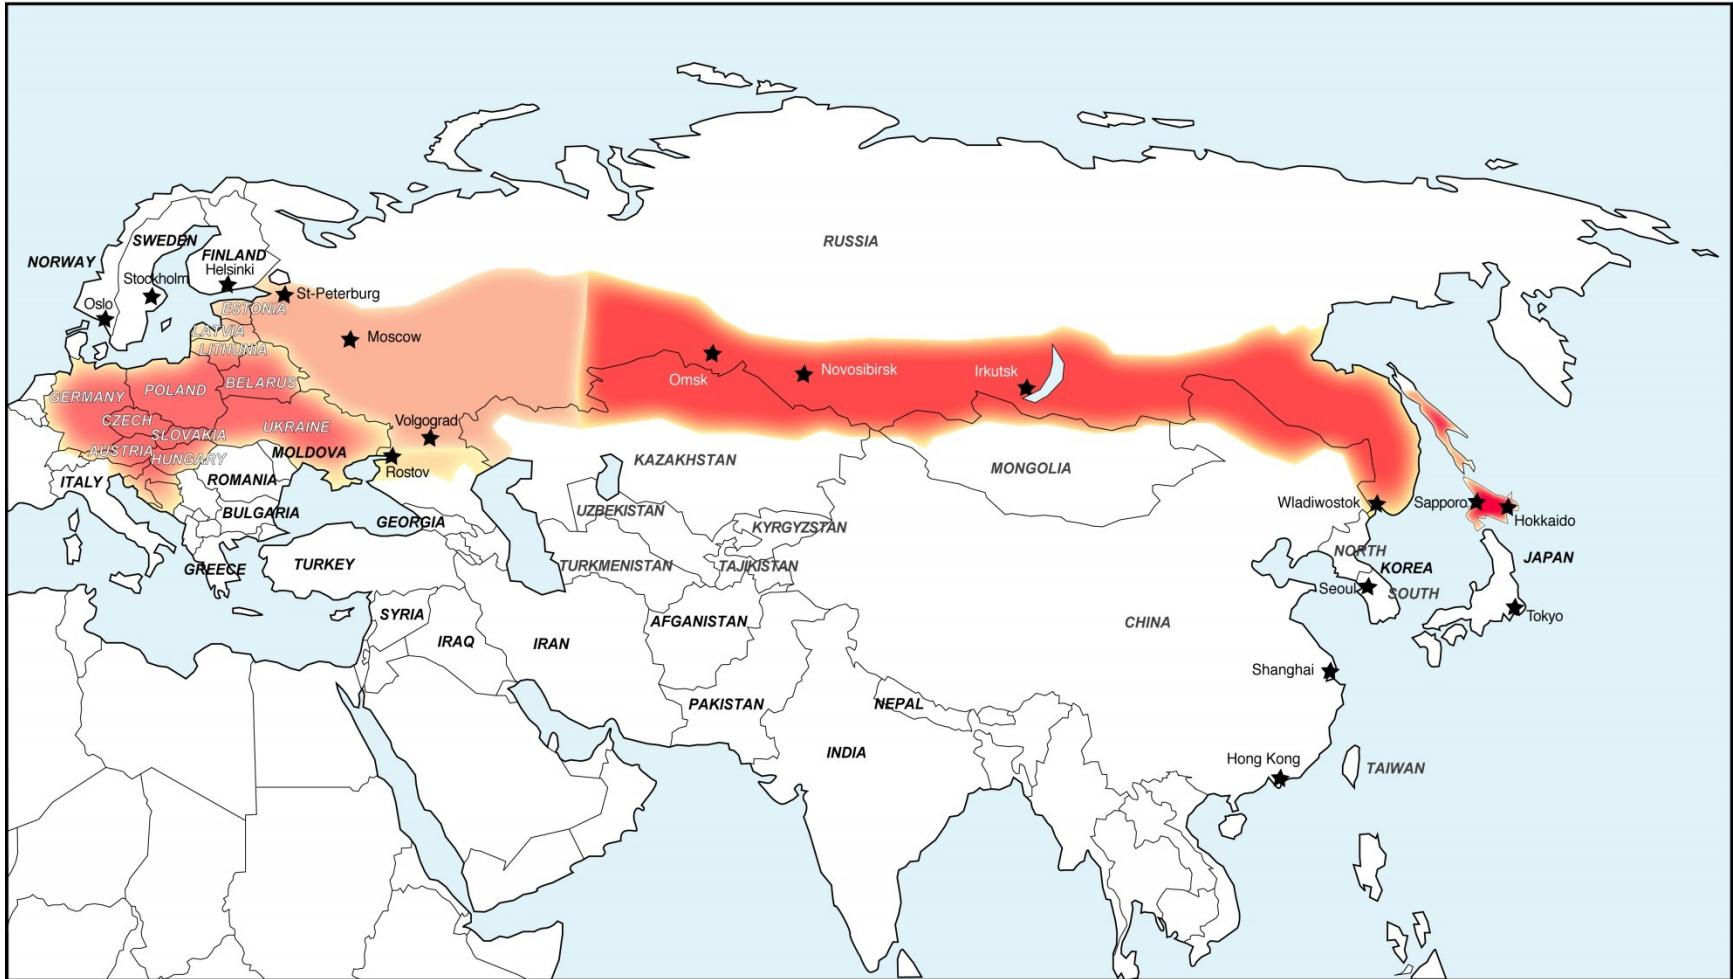 RUSSIA
SWEDEN
FINLAND
NORWAY
Helsinki
Stockholm
Oslo
St-Peterburg
ESTONIA
LATVIA
Moscow
LITHUNIA
Omsk
Novosibirsk
Irkutsk
BELARUS
POLAND
GERMANY
CZECH
Volgograd
UKRAINE
SLOVAKIA
AUSTRIA
MOLDOVA
HUNGARY
KAZAKHSTAN
MONGOLIA
Rostov
ITALY
ROMANIA
Wladiwostok
Sapporo
Hokkaido
BULGARIA
UZBEKISTAN
GEORGIA
KYRGYZSTAN
NORTH
KOREA
JAPAN
TURKEY
GREECE
TURKMENISTAN
TAJIKISTAN
Seoul
SOUTH
SYRIA
Tokyo
AFGANISTAN
CHINA
IRAQ
IRAN
Shanghai
PAKISTAN
NEPAL
INDIA
Hong Kong
TAIWAN